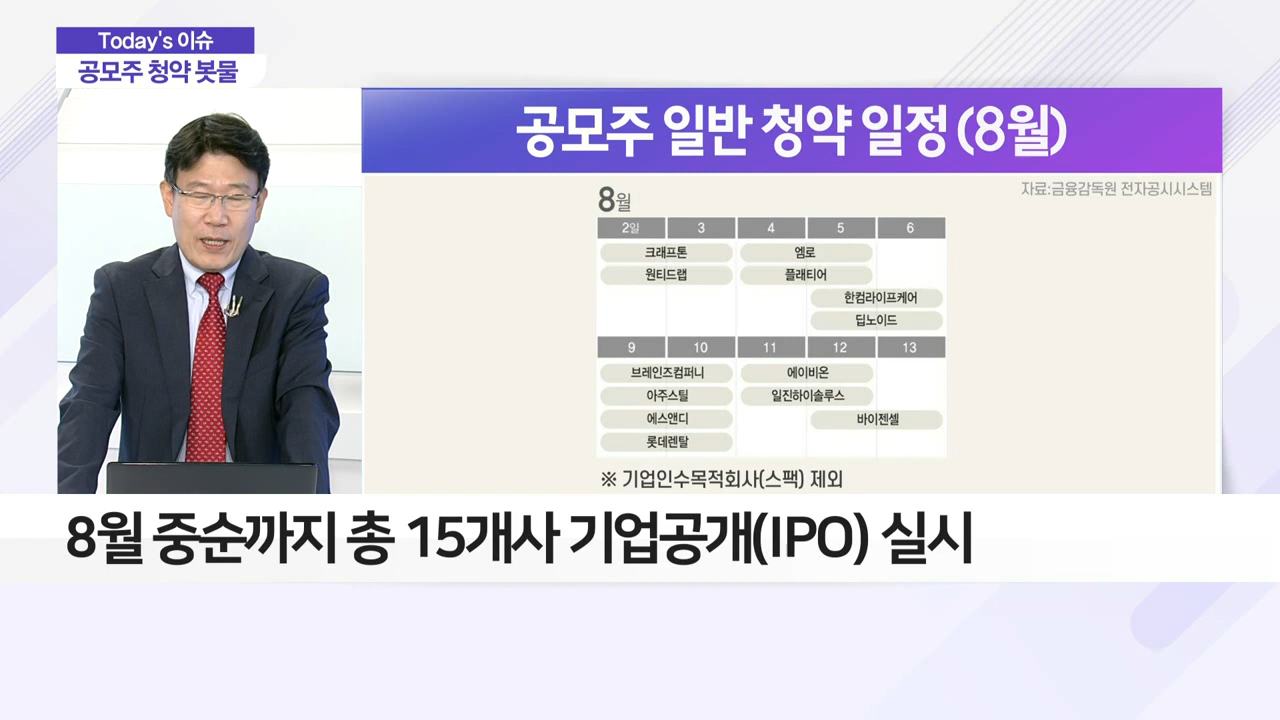 Today's 이슈
공모주 청약 봇물
공모주 일반 청약 일정 (8월)
자료:금융감독원 전자공시시스템
8월
2일 3 4 5 6
크래프톤 엠로
원티드랩 플래티어
한컴라이프케어
딥노이드
9 10 11 12 13
브레인즈컴퍼니 에이비온
아주스틸 일진하이솔루스
에스앤디 바이젠셀
롯데렌탈
※ 기업인수목적회사(스팩) 제외
8월 중순까지 총 15개사 기업공개(IPO) 실시